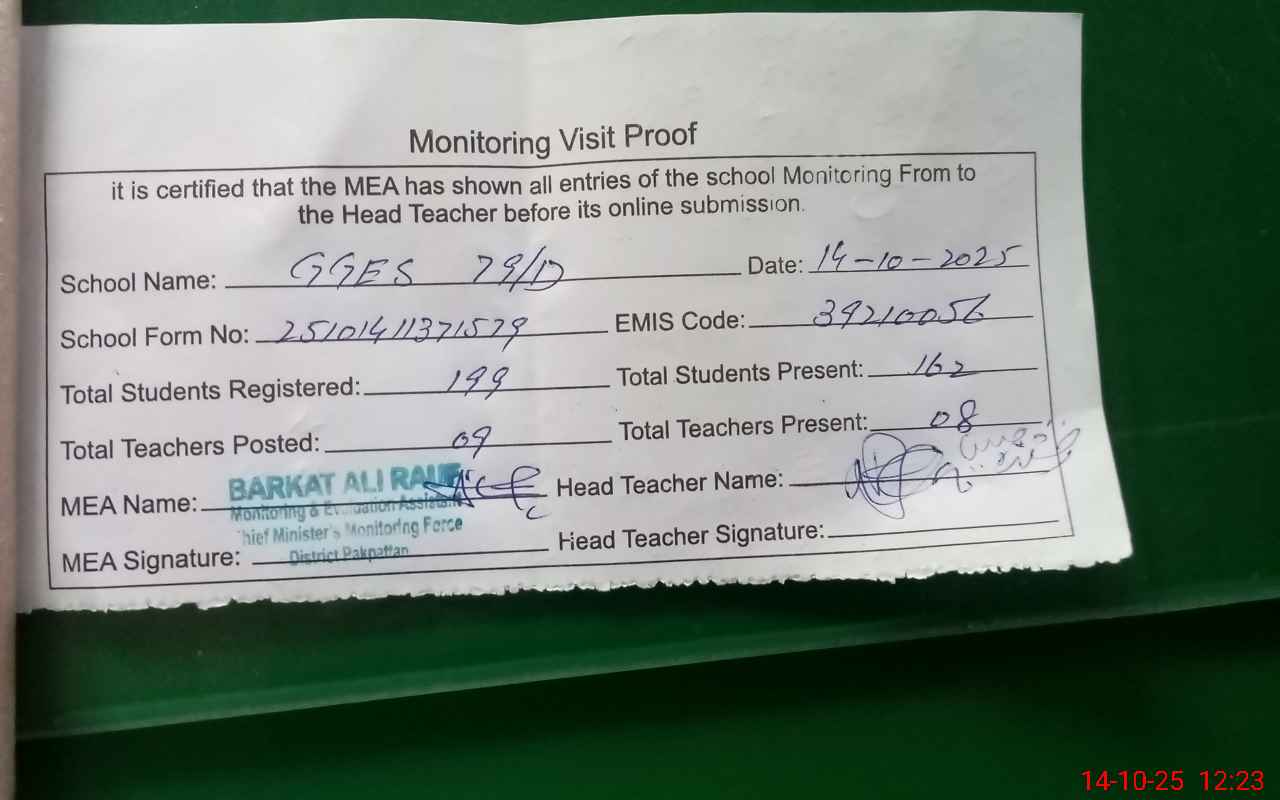 Monitoring Visit Proof
it is certified that the MEA has shown all entries of the school Monitoring From to
the Head Teacher before its online submission.
School Name: GGES 79/D Date: 14-10-2025
School Form No: 25101411371579 EMIS Code: 39210056
Total Students Registered: 199 Total Students Present: 162
Total Teachers Posted: 09 Total Teachers Present: 08
MEA Name: BARKAT ALI RAUF Head Teacher Name:
Monitoring & Evaluation Assistant
Chief Minister's Monitoring Force
MEA Signature: District Pakpattan Head Teacher Signature:
14-10-25 12:23